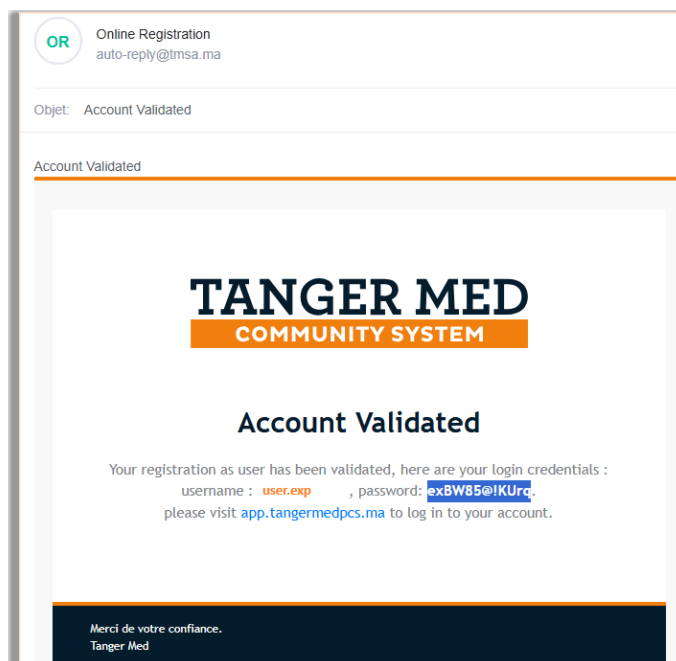 OR
Online Registration
auto-reply@tmsa.ma
Objet: Account Validated
Account Validated
TANGER MED
COMMUNITY SYSTEM
Account Validated
Your registration as user has been validated, here are your login credentials :
username : user.exp , password: exBW85@!KUrq.
please visit app.tangermedpcs.ma to log in to your account.
Merci de votre confiance.
Tanger Med